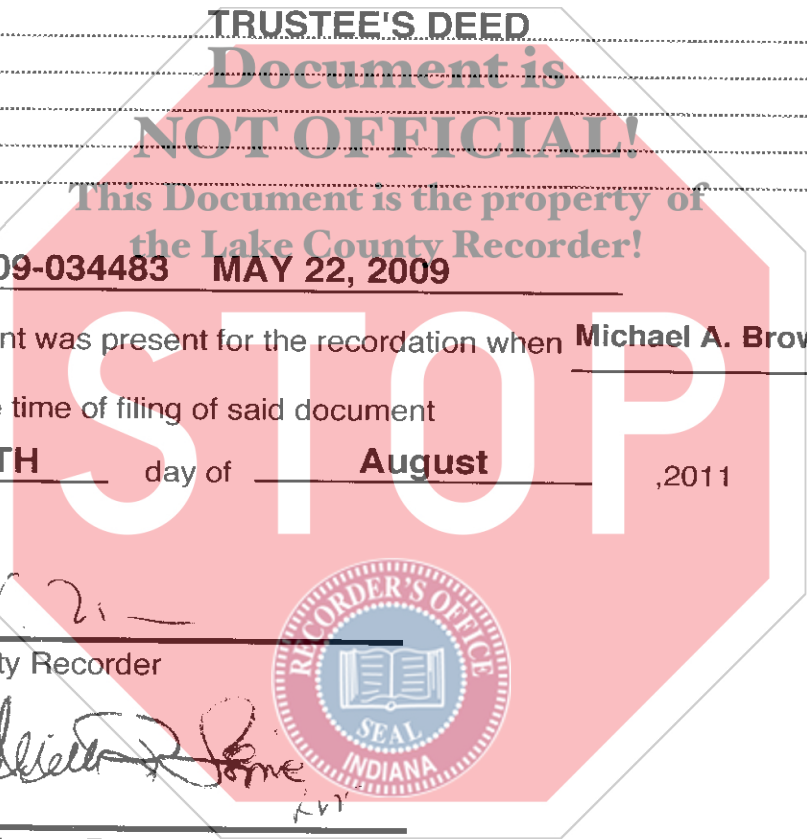 TRUSTEE'S DEED
Document is
NOT OFFICIAL!
This Document is the property of
the Lake County Recorder!
09-034483 MAY 22, 2009
nt was present for the recordation when Michael A. Brow
e time of filing of said document
TH day of August ,2011
STOP
ty Recorder
RECORDER'S OFFICE
SEAL
INDIANA